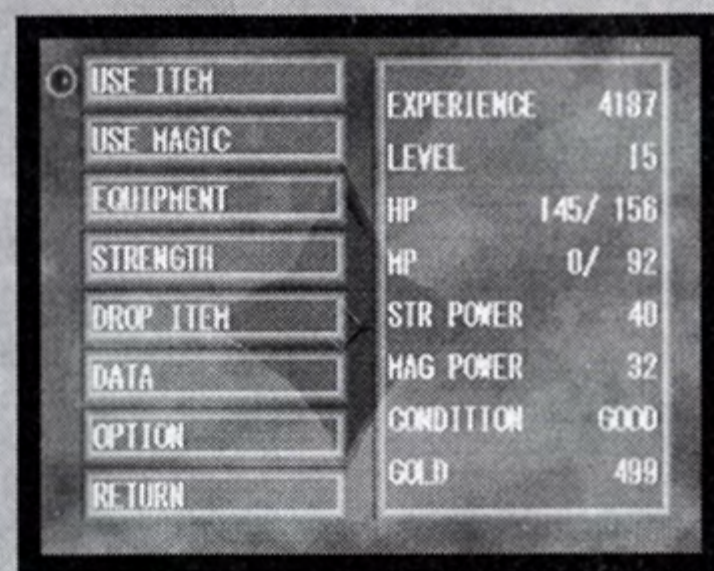 USE ITEM
USE MAGIC
EQUIPMENT
STRENGTH
DROP ITEM
DATA
OPTION
RETURN
EXPERIENCE 4187
LEVEL 15
HP 145/ 156
MP 0/ 92
STR POWER 40
MAG POWER 32
CONDITION GOOD
GOLD 499